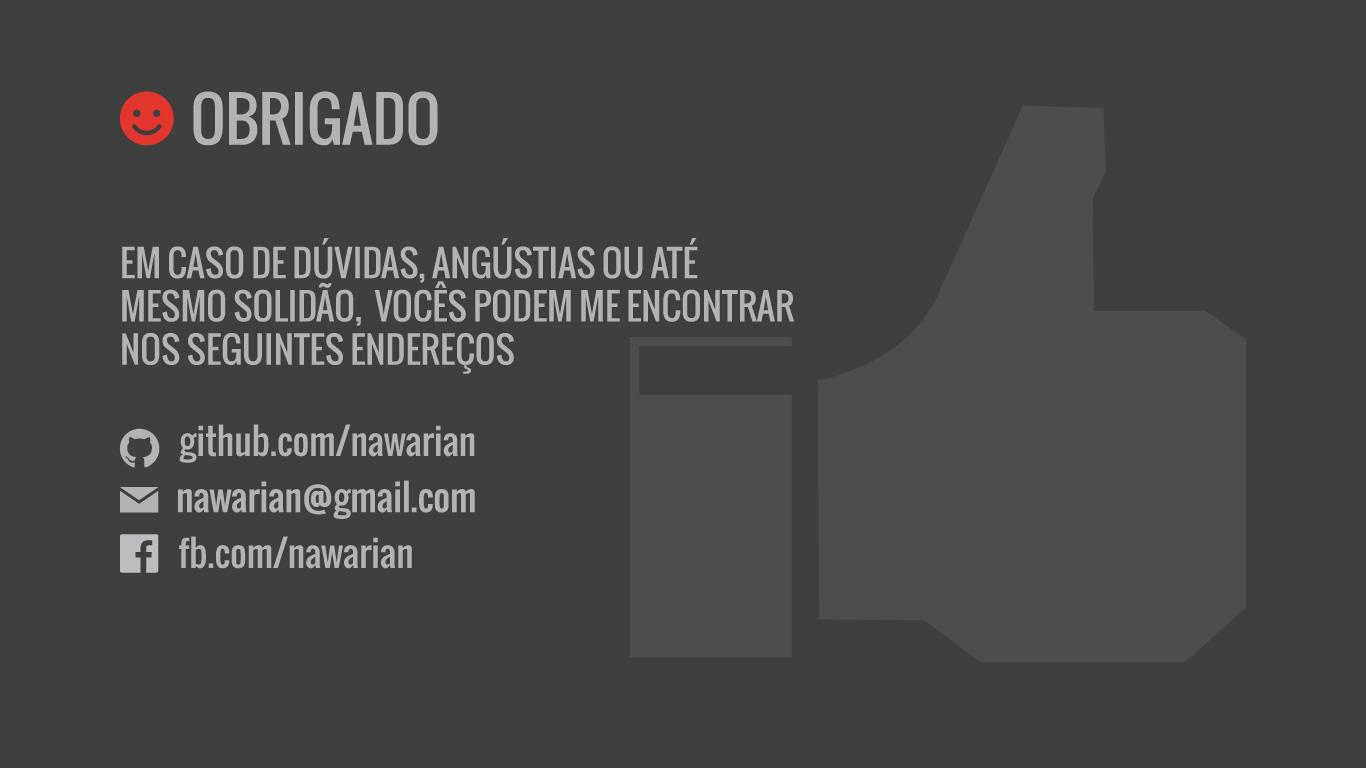 OBRIGADO
EM CASO DE DÚVIDAS, ANGÚSTIAS OU ATÉ
MESMO SOLIDÃO, VOCÊS PODEM ME ENCONTRAR
NOS SEGUINTES ENDEREÇOS
github.com/nawarian
nawarian@gmail.com
fb.com/nawarian